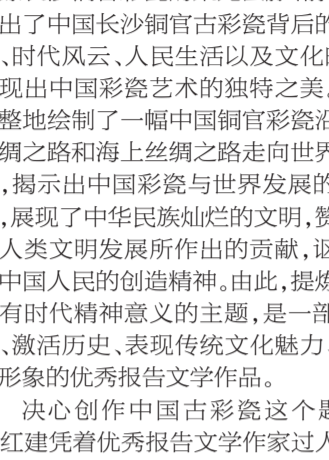 出了中国长沙铜官古彩瓷背后的
、时代风云、人民生活以及文化的
现出中国彩瓷艺术的独特之美。
整地绘制了一幅中国铜官彩瓷沿
绸之路和海上丝绸之路走向世界
，揭示出中国彩瓷与世界发展的
，展现了中华民族灿烂的文明，赞
人类文明发展所作出的贡献，讴
中国人民的创造精神。由此，提炼
有时代精神意义的主题，是一部
、激活历史、表现传统文化魅力、
形象的优秀报告文学作品。
决心创作中国古彩瓷这个题
红建凭着优秀报告文学作家过人